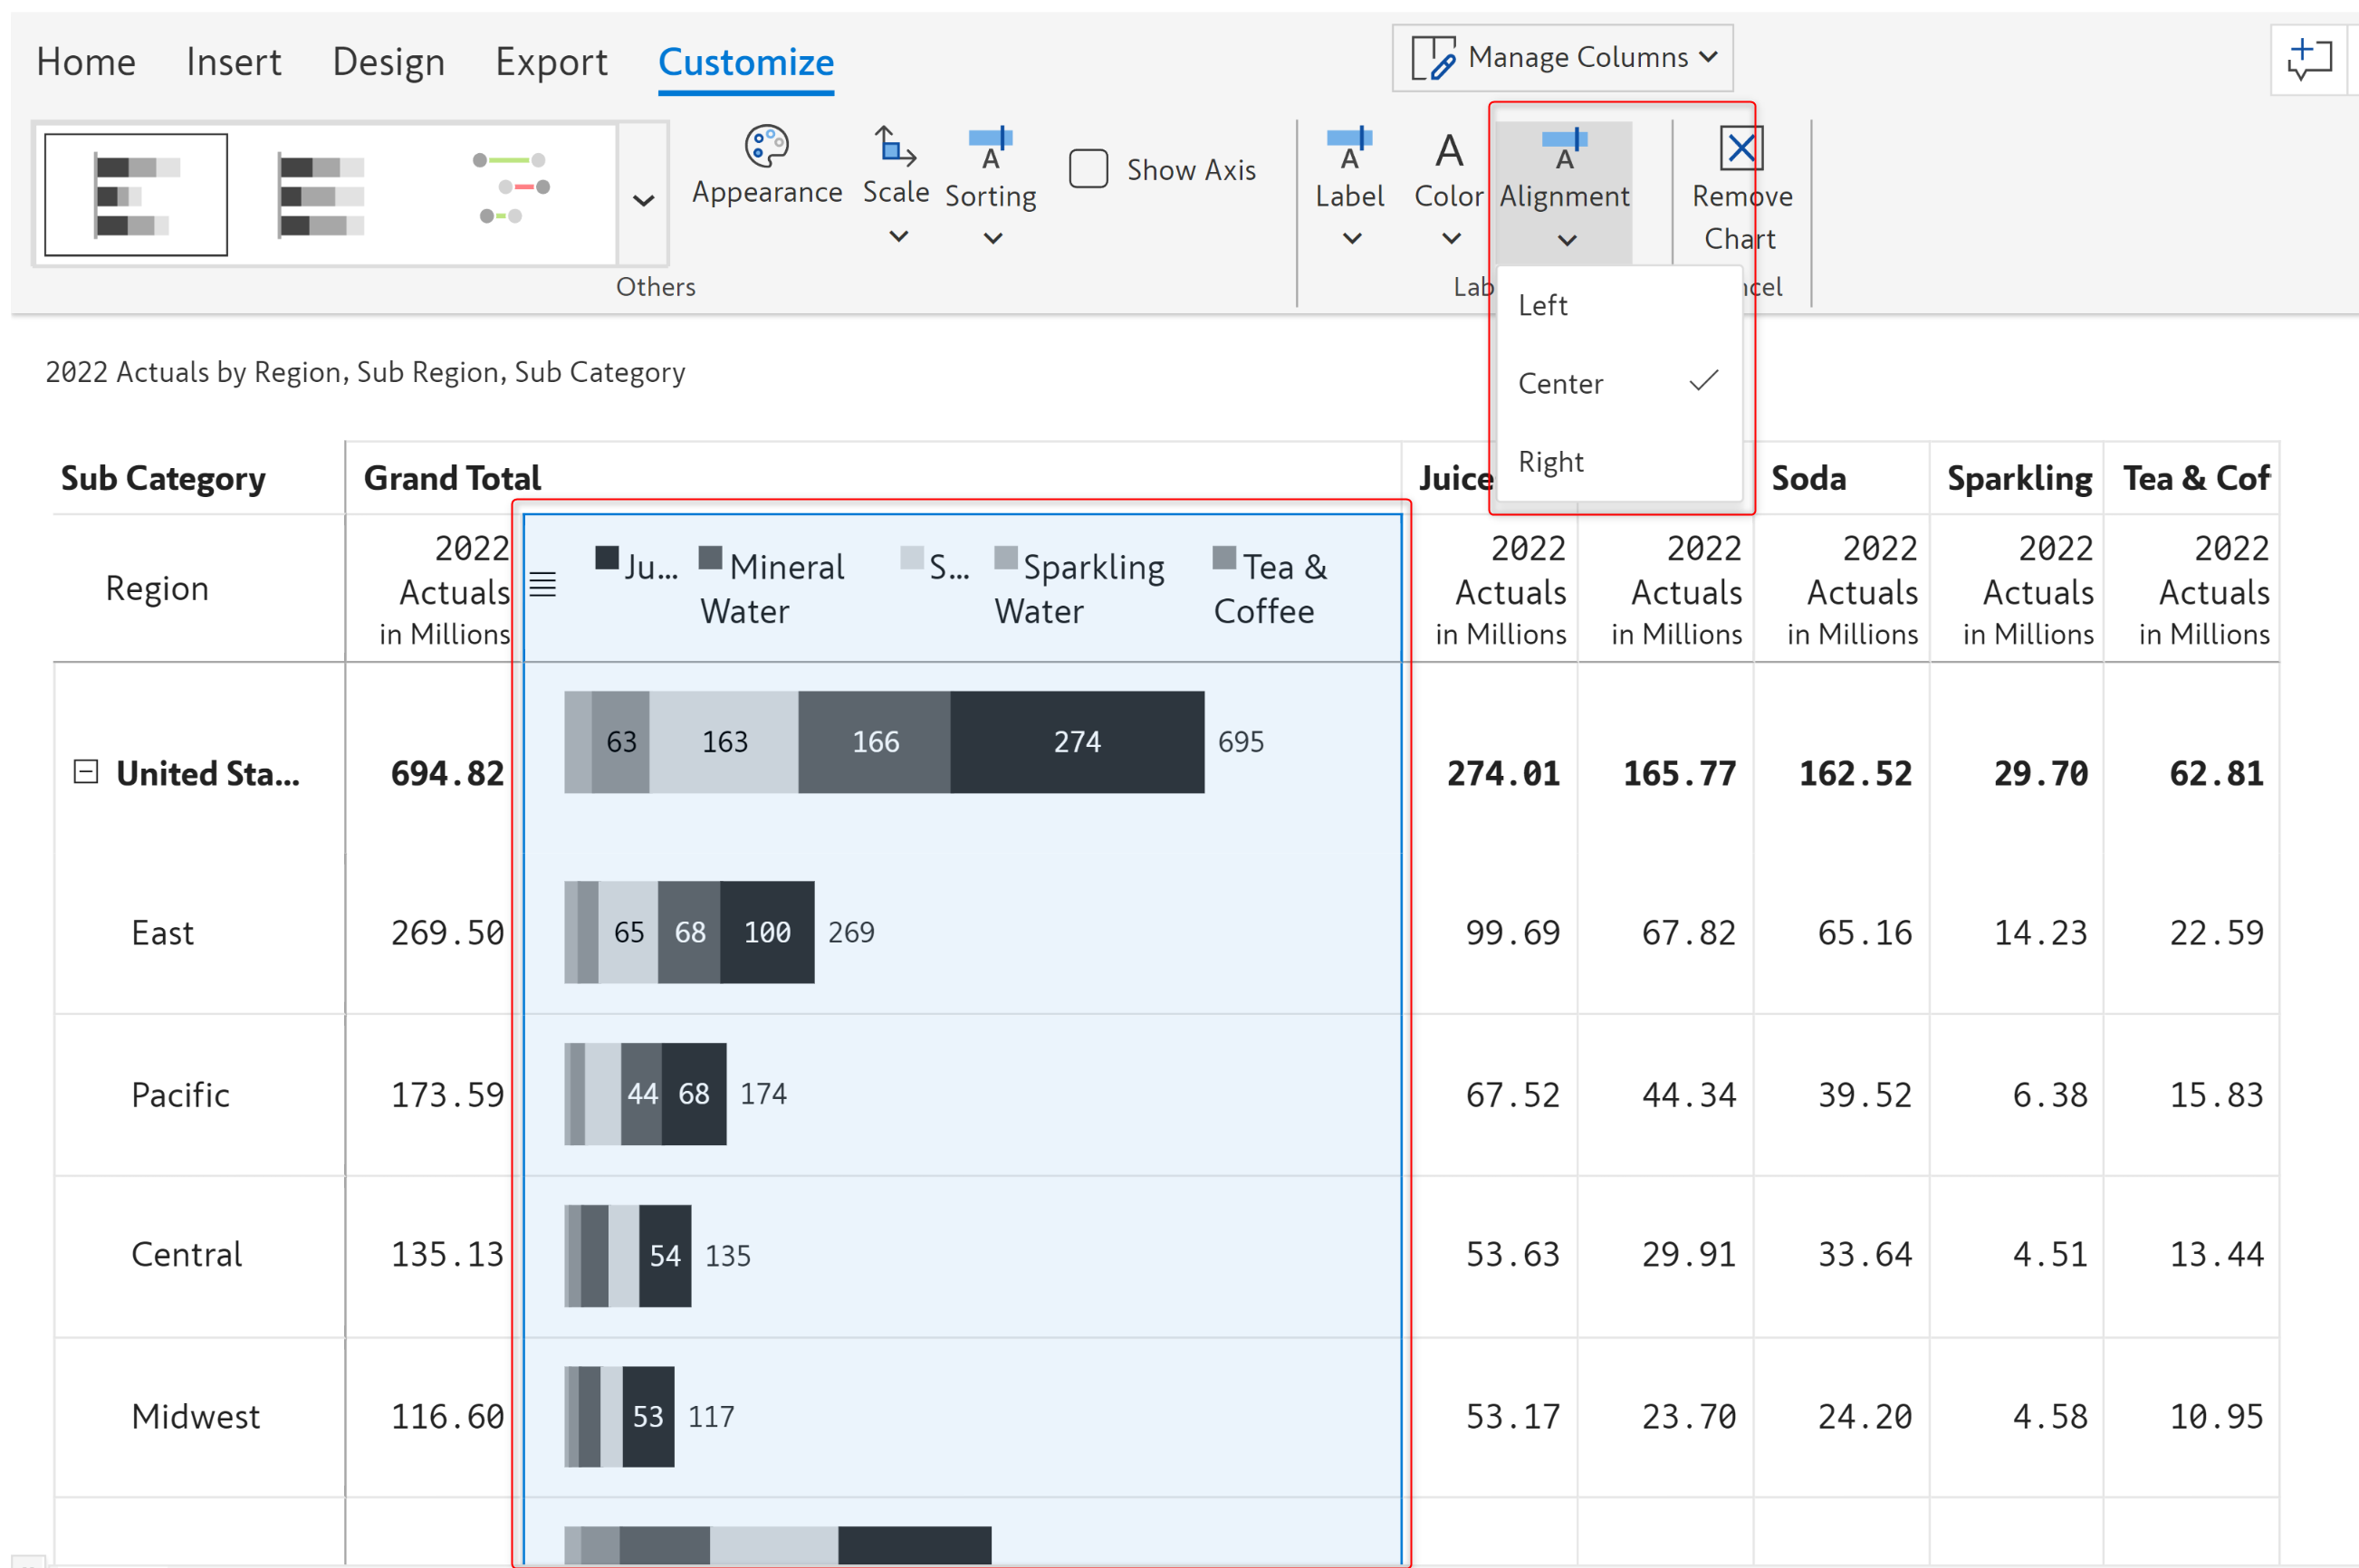 Home Insert Design Export Customize Manage Columns
Appearance Scale Sorting Show Axis Label Color Alignment Remove Chart
Others Lab ncel
Left
Center
Right
2022 Actuals by Region, Sub Region, Sub Category
Sub Category Grand Total Juice Soda Sparkling Tea & Cof
Region
2022 Actuals in Millions
Ju... Mineral Water S... Sparkling Water Tea & Coffee
2022 Actuals in Millions
2022 Actuals in Millions
2022 Actuals in Millions
2022 Actuals in Millions
2022 Actuals in Millions
United Sta... 694.82 63 163 166 274 695 274.01 165.77 162.52 29.70 62.81
East 269.50 65 68 100 269 99.69 67.82 65.16 14.23 22.59
Pacific 173.59 44 68 174 67.52 44.34 39.52 6.38 15.83
Central 135.13 54 135 53.63 29.91 33.64 4.51 13.44
Midwest 116.60 53 117 53.17 23.70 24.20 4.58 10.95